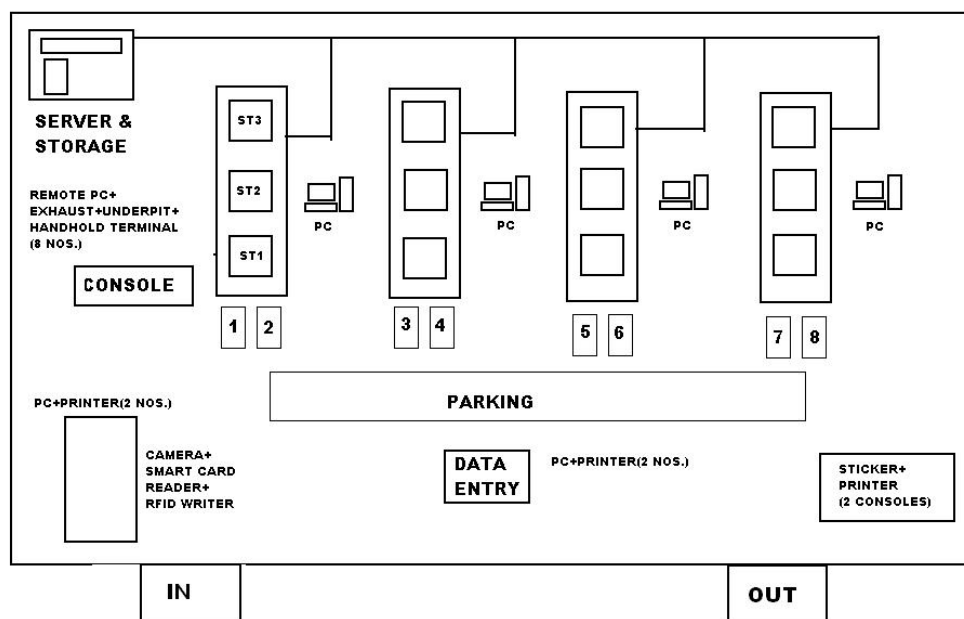 SERVER &
STORAGE
ST3
ST2
ST1
REMOTE PC+
EXHAUST+UNDERPIT+
HANDHOLD TERMINAL
(8 NOS.)
CONSOLE
PC
PC
PC
PC
1 2
3 4
5 6
7 8
PARKING
PC+PRINTER(2 NOS.)
CAMERA+
SMART CARD
READER+
RFID WRITER
DATA
ENTRY
PC+PRINTER(2 NOS.)
STICKER+
PRINTER
(2 CONSOLES)
IN
OUT